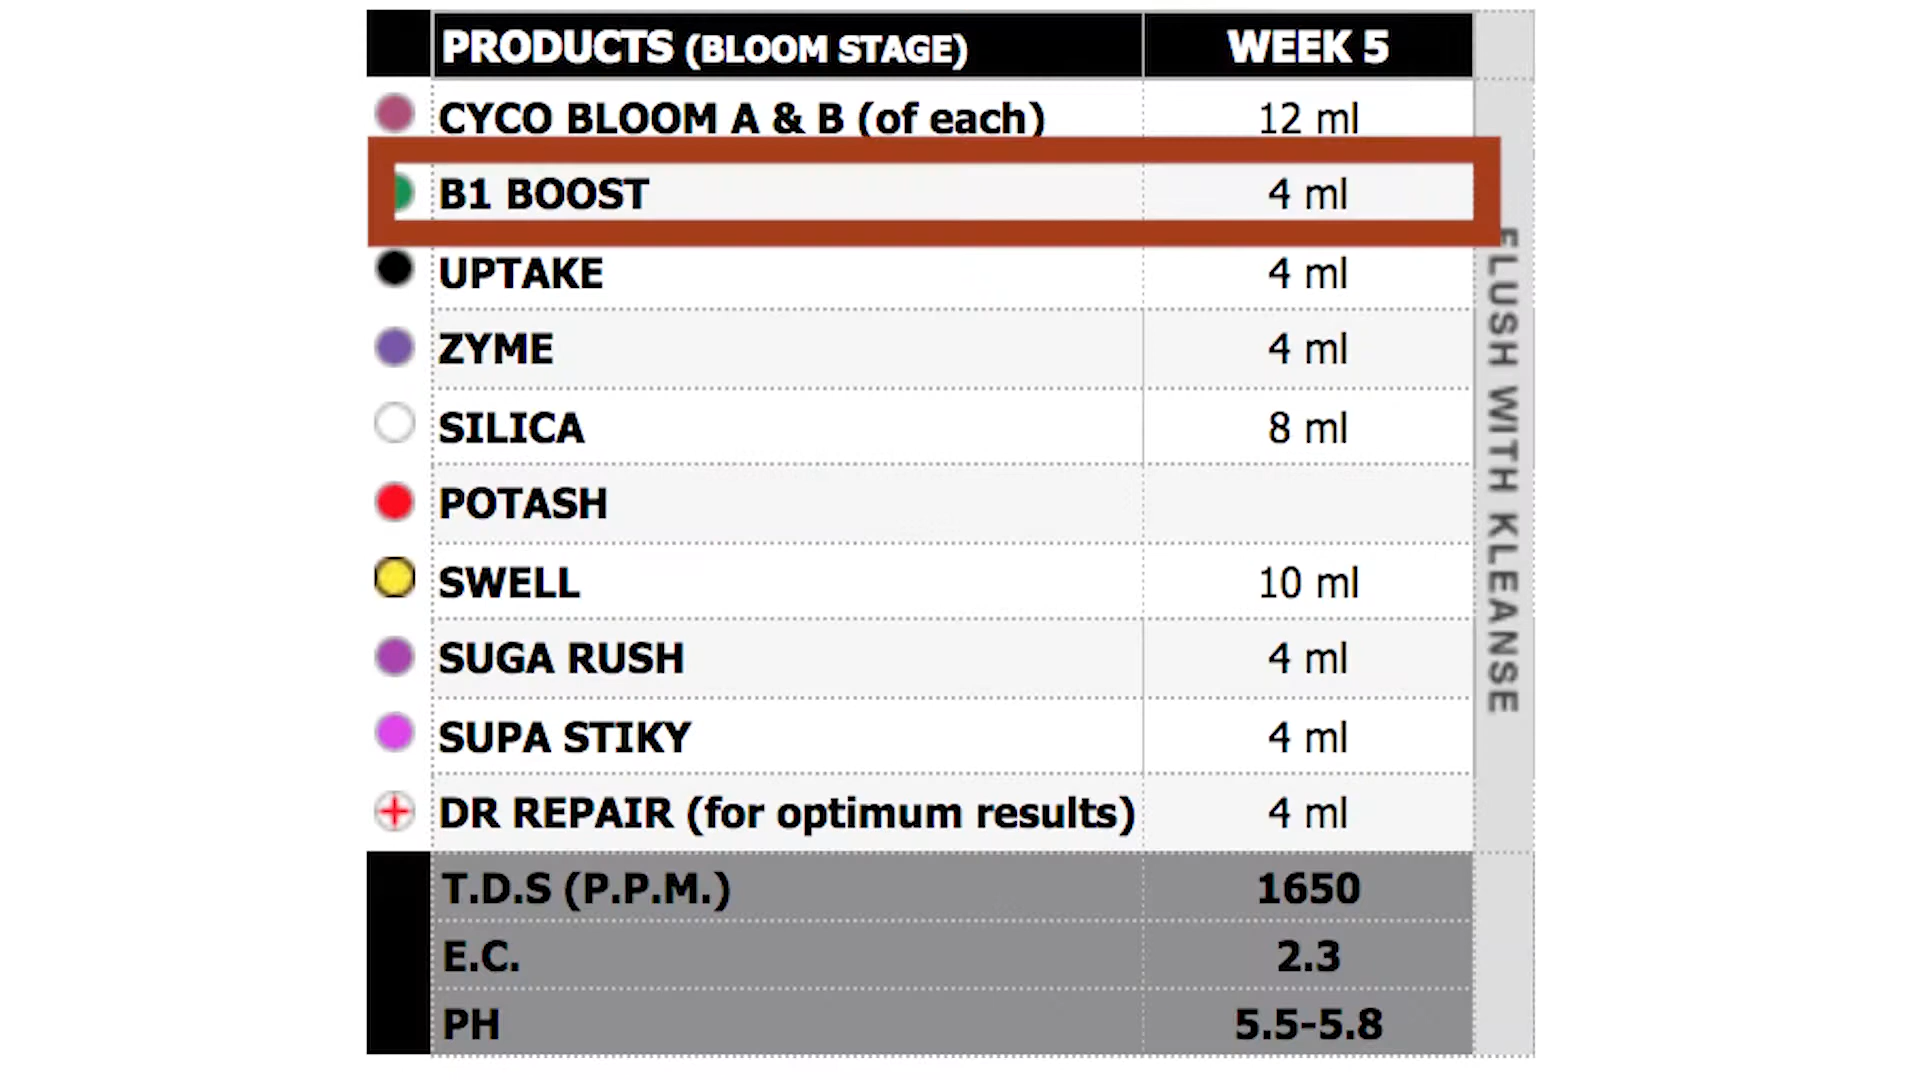 PRODUCTS (BLOOM STAGE) WEEK 5
CYCO BLOOM A & B (of each) 12 ml
B1 BOOST 4 ml
UPTAKE 4 ml
ZYME 4 ml
SILICA 8 ml
POTASH
SWELL 10 ml
SUGA RUSH 4 ml
SUPA STIKY 4 ml
DR REPAIR (for optimum results) 4 ml
T.D.S (P.P.M.) 1650
E.C. 2.3
PH 5.5-5.8
FLUSH WITH KLEANSE